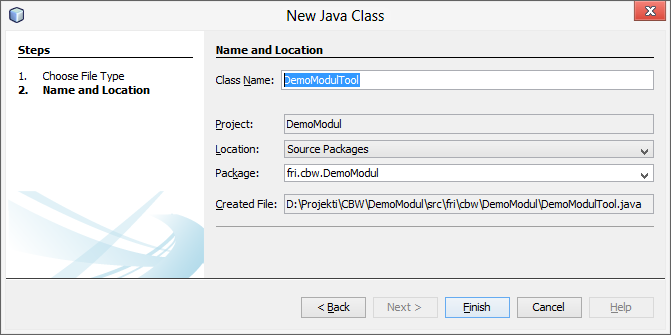 New Java Class
Steps
1. Choose File Type
2. Name and Location
Name and Location
Class Name: DemoModulTool
Project: DemoModul
Location: Source Packages
Package: fri.cbw.DemoModul
Created File: D:\Projekti\CBW\DemoModul\src\fri\cbw\DemoModul\DemoModulTool.java
< Back Next > Finish Cancel Help